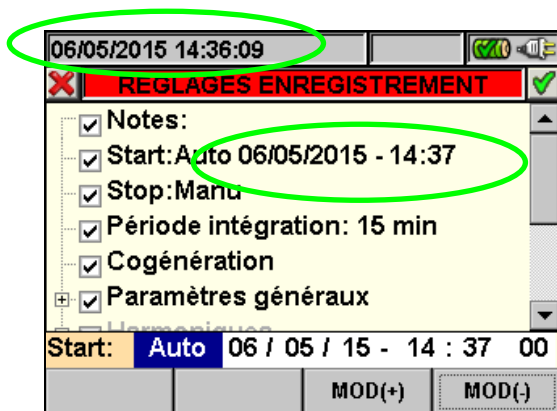 06/05/2015 14:36:09
REGLAGES ENREGISTREMENT
Notes:
Start:Auto 06/05/2015 - 14:37
Stop:Manu
Période intégration: 15 min
Cogénération
Paramètres généraux
Harmoniques
Start: Auto 06 / 05 / 15 - 14 : 37 00
MOD(+) MOD(-)